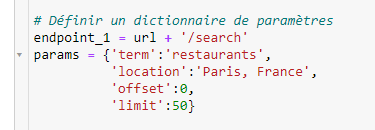 # Définir un dictionnaire de paramètres
endpoint_1 = url + '/search'
params = {'term':'restaurants',
'location':'Paris, France',
'offset':0,
'limit':50}